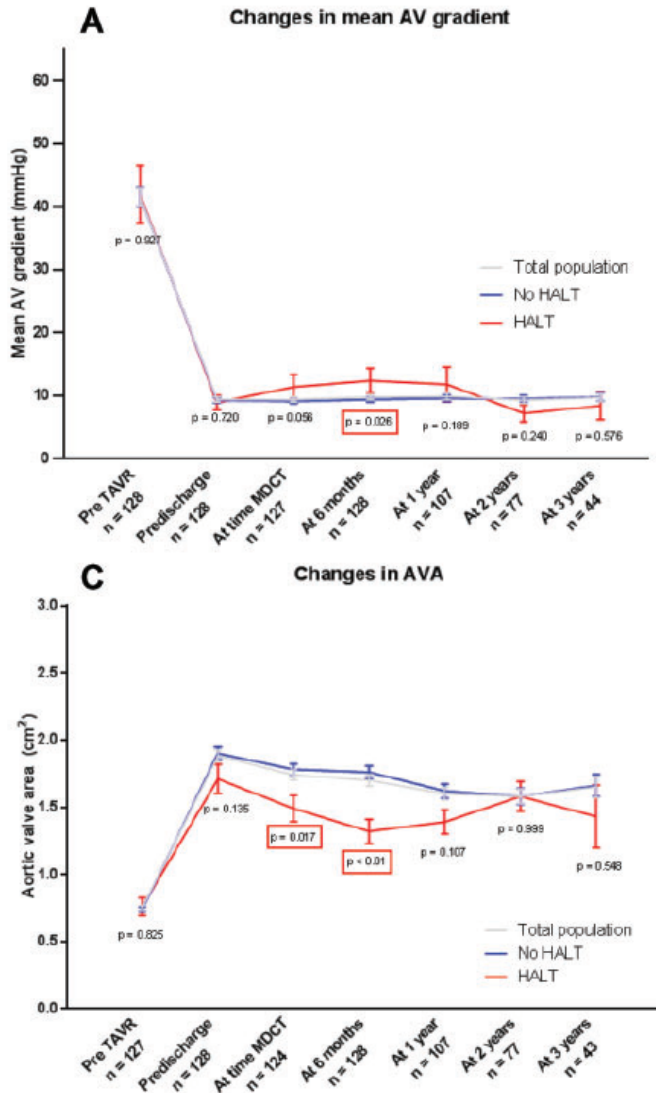 A
Changes in mean AV gradient
Mean AV gradient (mmHg)
60
50
40
30
20
10
0
p = 0.927
p = 0.720
p = 0.056
p = 0.026
p = 0.189
p = 0.240
p = 0.576
Total population
No HALT
HALT
Pre TAVR
n = 128
Predischarge
n = 128
At time MDCT
n = 127
At 6 months
n = 128
At 1 year
n = 107
At 2 years
n = 77
At 3 years
n = 44
C
Changes in AVA
Aortic valve area (cm²)
3.0
2.5
2.0
1.5
1.0
0.5
0.0
p = 0.825
p = 0.135
p = 0.017
p < 0.01
p = 0.107
p = 0.999
p = 0.548
Total population
No HALT
HALT
Pre TAVR
n = 127
Predischarge
n = 128
At time MDCT
n = 124
At 6 months
n = 128
At 1 year
n = 107
At 2 years
n = 77
At 3 years
n = 43